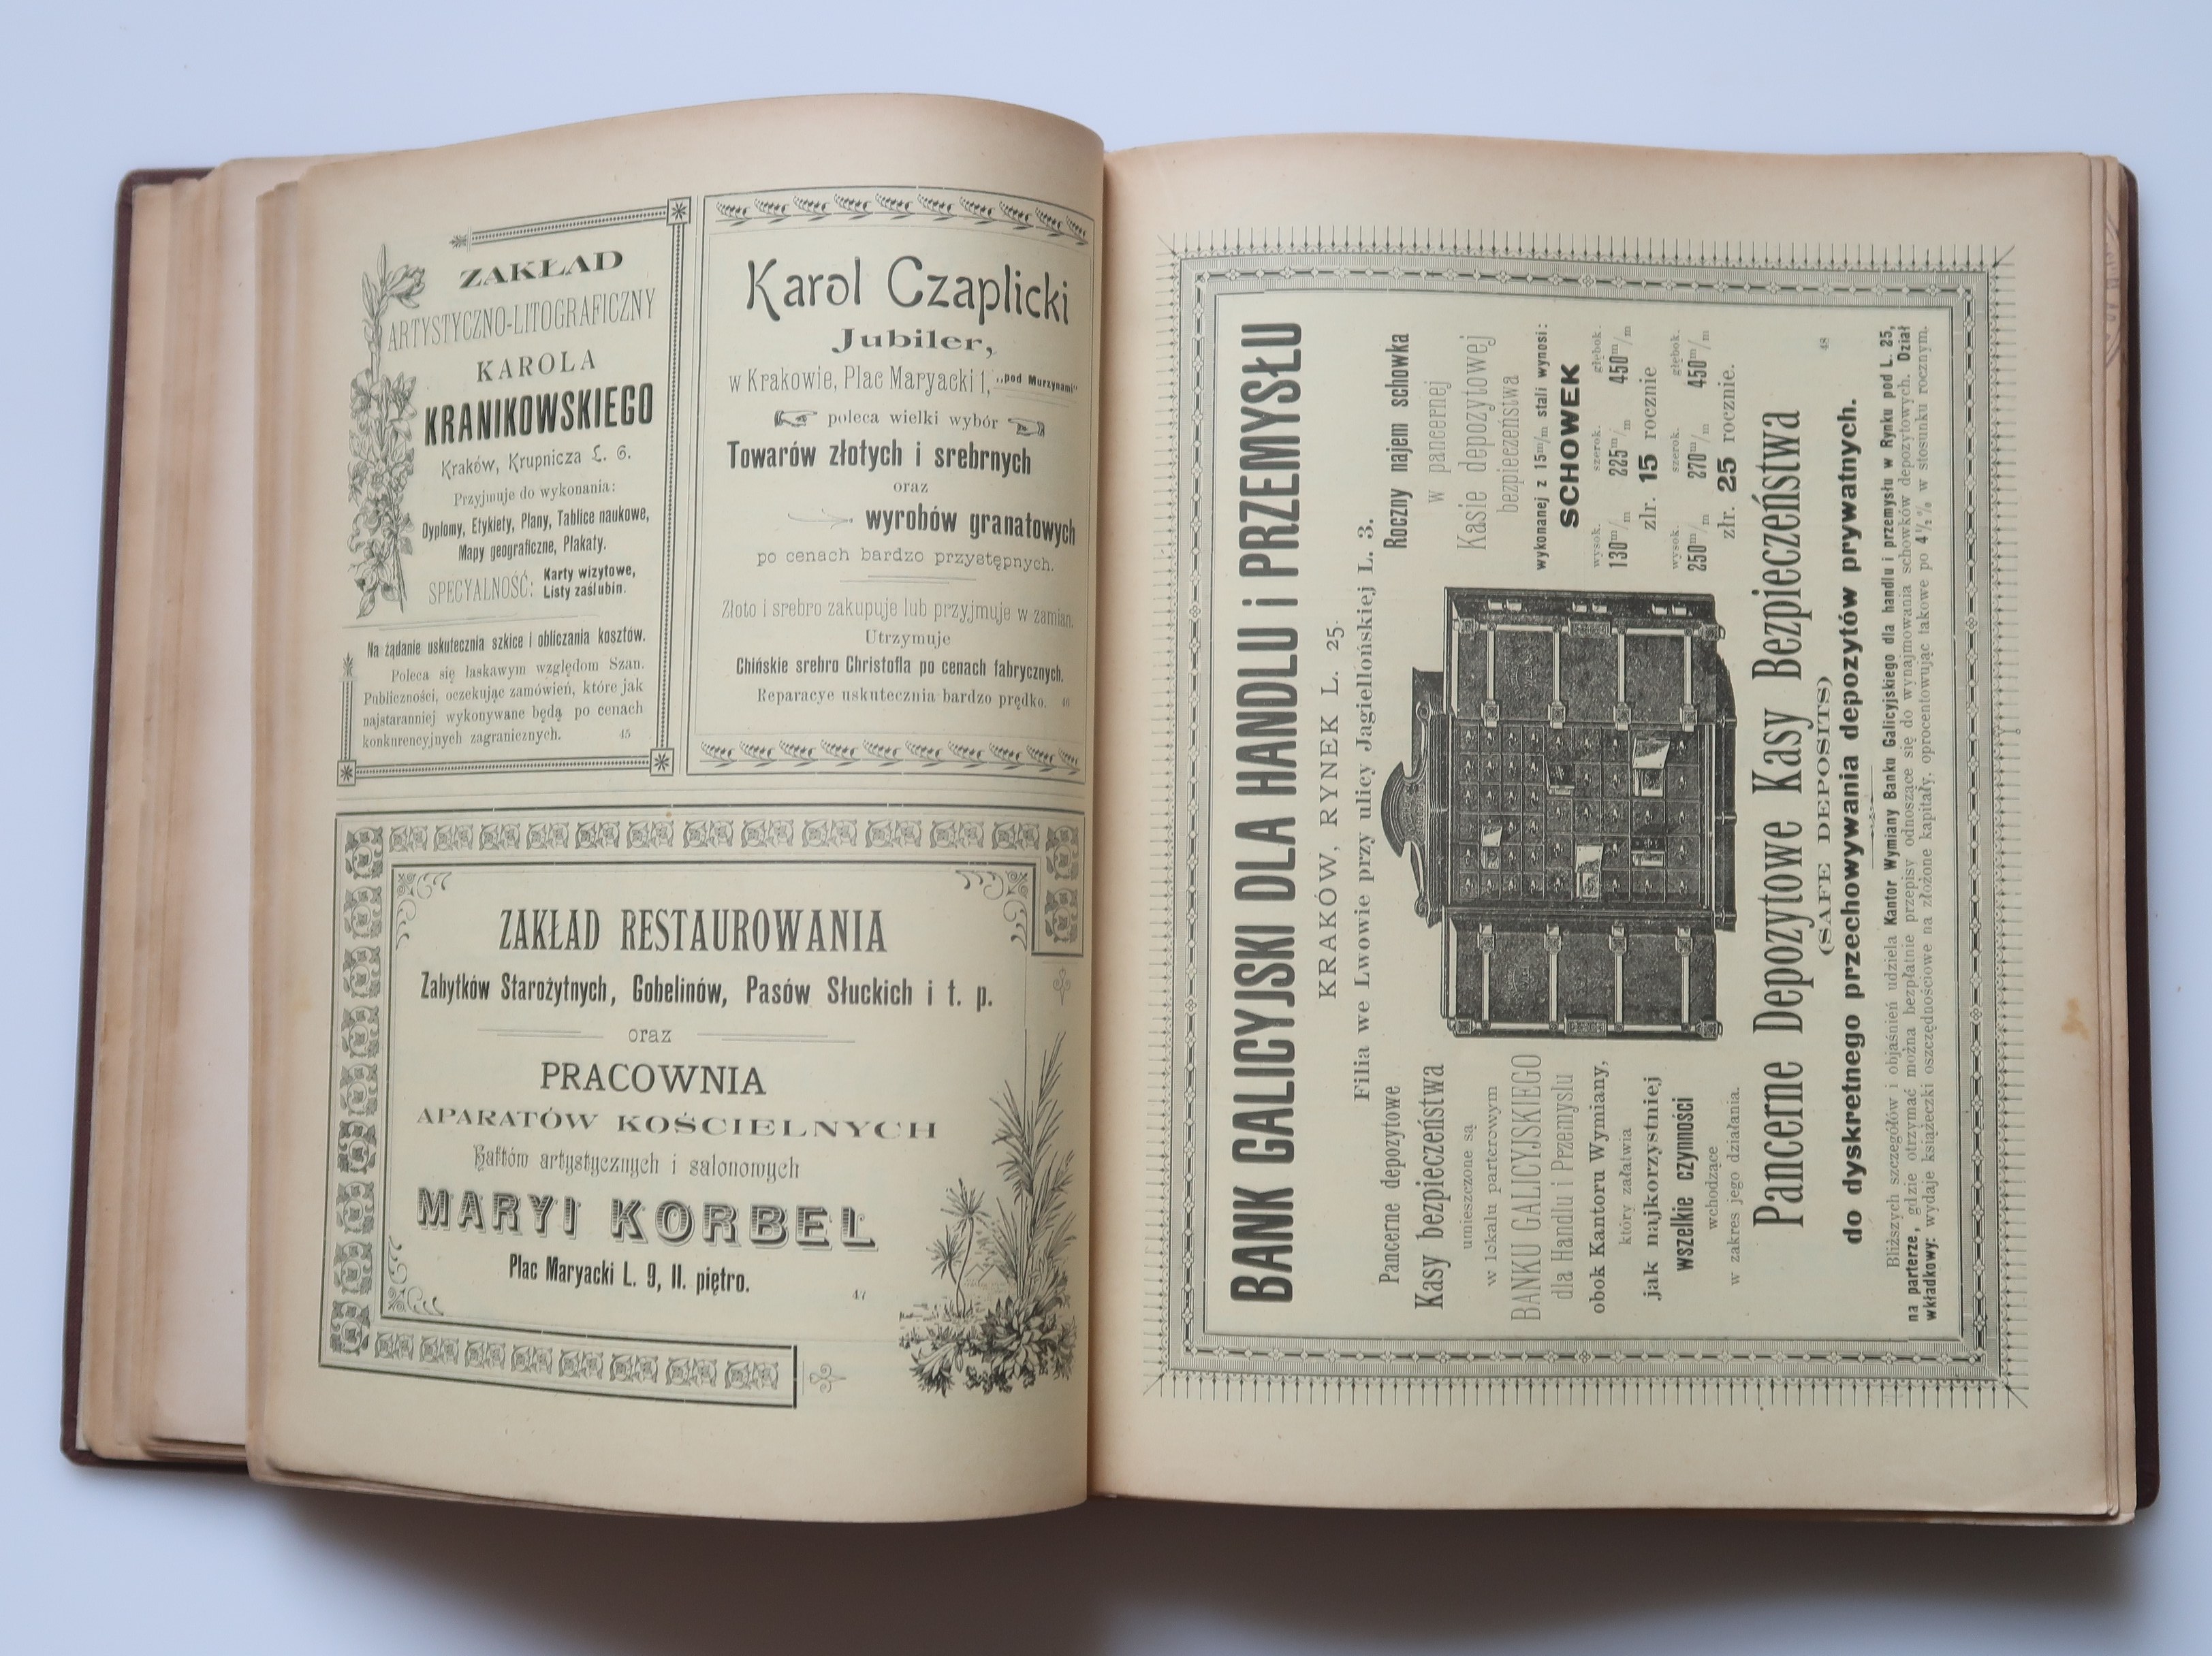 ZAKŁAD
ARTYSTYCZNO-LITOGRAFICZNY
KAROLA
KRANIKOWSKIEGO
Kraków, Krupnicza L. 6.
Przyjmuje do wykonania:
Dyplomy, Etykiety, Plany, Tablice naukowe,
Mapy geograficzne, Plakaty.
SPECYALNOŚĆ: Karty wizytowe,
Listy zaślubin.
Na żądanie uskutecznia szkice i obliczania kosztów.
Poleca się łaskawym względom Szan.
Publiczności, oczekując zamówień, które jak
najstaranniej wykonywane będą po cenach
konkurencyjnych zagranicznych. 45
Karol Czaplicki
Jubiler,
w Krakowie, Plac Maryacki 1, „pod Murzynami"
poleca wielki wybór
Towarów złotych i srebrnych
oraz
wyrobów granatowych
po cenach bardzo przystępnych.
Złoto i srebro zakupuje lub przyjmuje w zamian.
Utrzymuje
Chińskie srebro Christofla po cenach fabrycznych.
Reparacye uskutecznia bardzo prędko. 46
ZAKŁAD RESTAUROWANIA
Zabytków Starożytnych, Gobelinów, Pasów Słuckich i t. p.
oraz
PRACOWNIA
APARATÓW KOŚCIELNYCH
Haftów artystycznych i salonowych
MARYI KORBEL
Plac Maryacki L. 9, II. piętro.
47
BANK GALICYJSKI DLA HANDLU i PRZEMYSŁU
KRAKÓW, RYNEK L. 25.
Filia we Lwowie przy ulicy Jagiellońskiej L. 3.
Pancerne depozytowe
Kasy bezpieczeństwa
umieszczone są
w lokalu parterowym
BANKU GALICYJSKIEGO
dla Handlu i Przemysłu
obok Kantoru Wymiany,
który załatwia
jak najkorzystniej
wszelkie czynności
wchodzące
w zakres jego działania.
Roczny najem schowka
w pancernej
Kasie depozytowej
bezpieczeństwa
wykonanej z 15m/m stali wynosi:
SCHOWEK
wysok. szerok. głębok.
130m/m 225m/m 450m/m
złr. 15 rocznie
wysok. szerok. głębok.
250m/m 270m/m 450m/m
złr. 25 rocznie.
Pancerne Depozytowe Kasy Bezpieczeństwa
(SAFE DEPOSITS) 48
do dyskretnego przechowywania depozytów prywatnych.
Bliższych szczegółów i objaśnień udziela Kantor Wymiany Banku Galicyjskiego dla handlu i przemysłu w Rynku pod L. 25,
na parterze, gdzie otrzymać można bezpłatnie przepisy odnoszące się do wynajmowania schowków depozytowych. Dział
wkładkowy: wydaje książeczki oszczędnościowe na złożone kapitały, oprocentowując takowe po 4½% w stosunku rocznym.